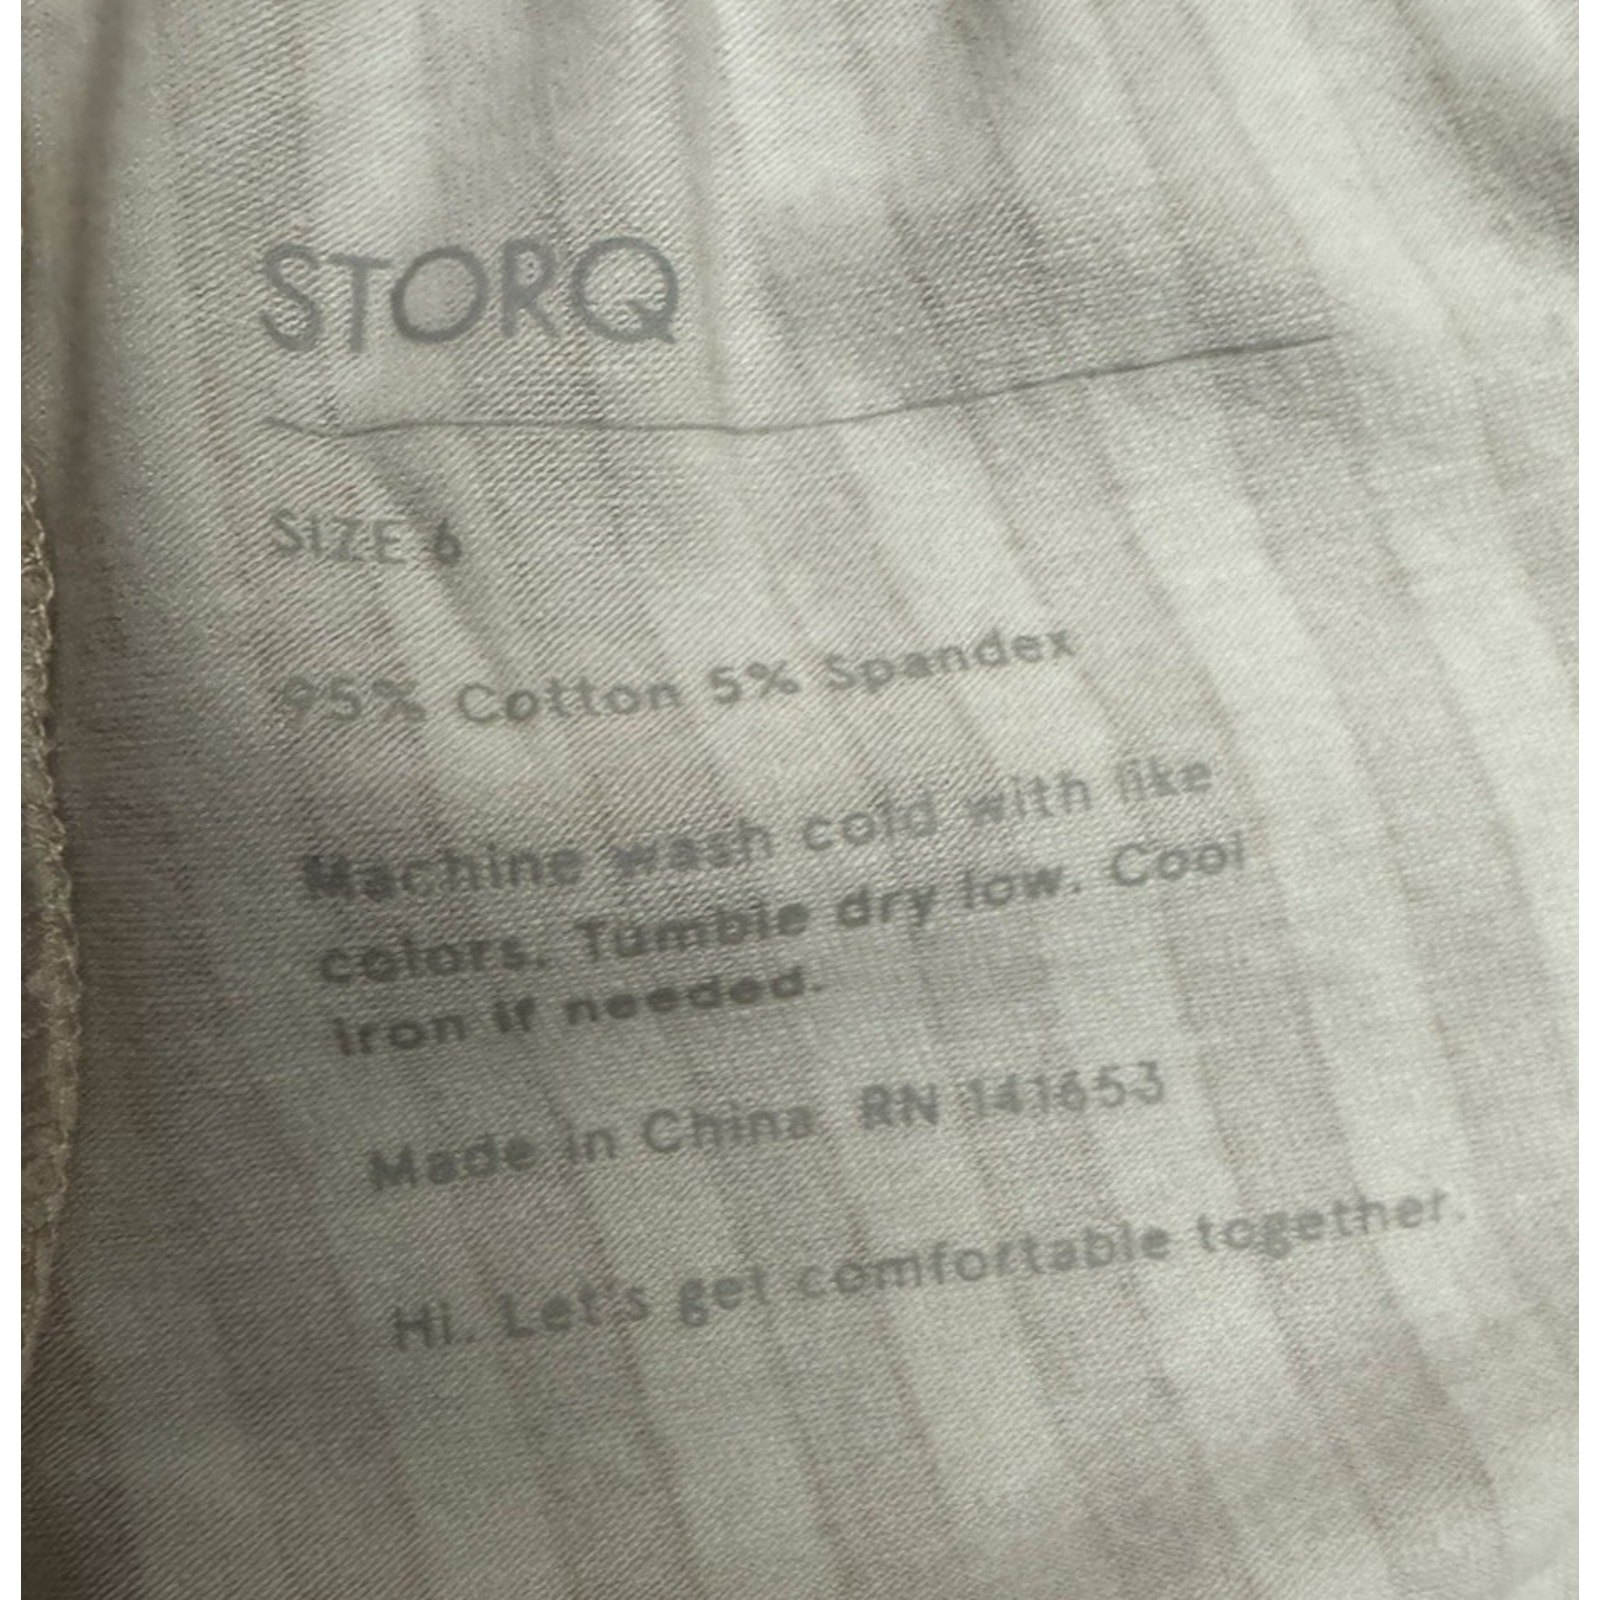 STORQ
SIZE 6
95% Cotton 5% Spandex
Machine wash cold with like
colors. Tumble dry low. Cool
iron if needed.
Made in China RN 141653
Hi. Let's get comfortable together.